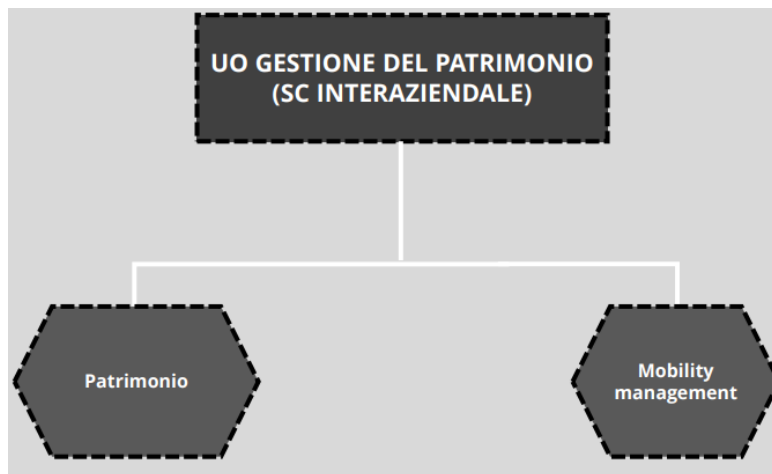 UO GESTIONE DEL PATRIMONIO
(SC INTERAZIENDALE)
Patrimonio
Mobility
management